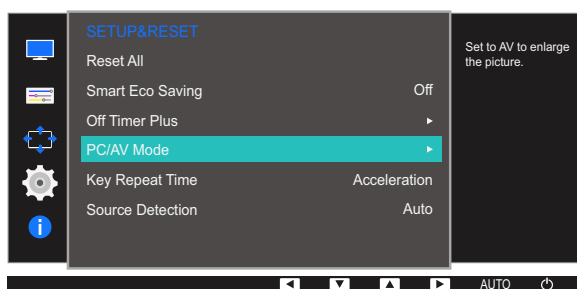 SETUP&RESET
Reset All
Smart Eco Saving Off
Off Timer Plus
PC/AV Mode
Key Repeat Time Acceleration
Source Detection Auto
Set to AV to enlarge
the picture.
AUTO